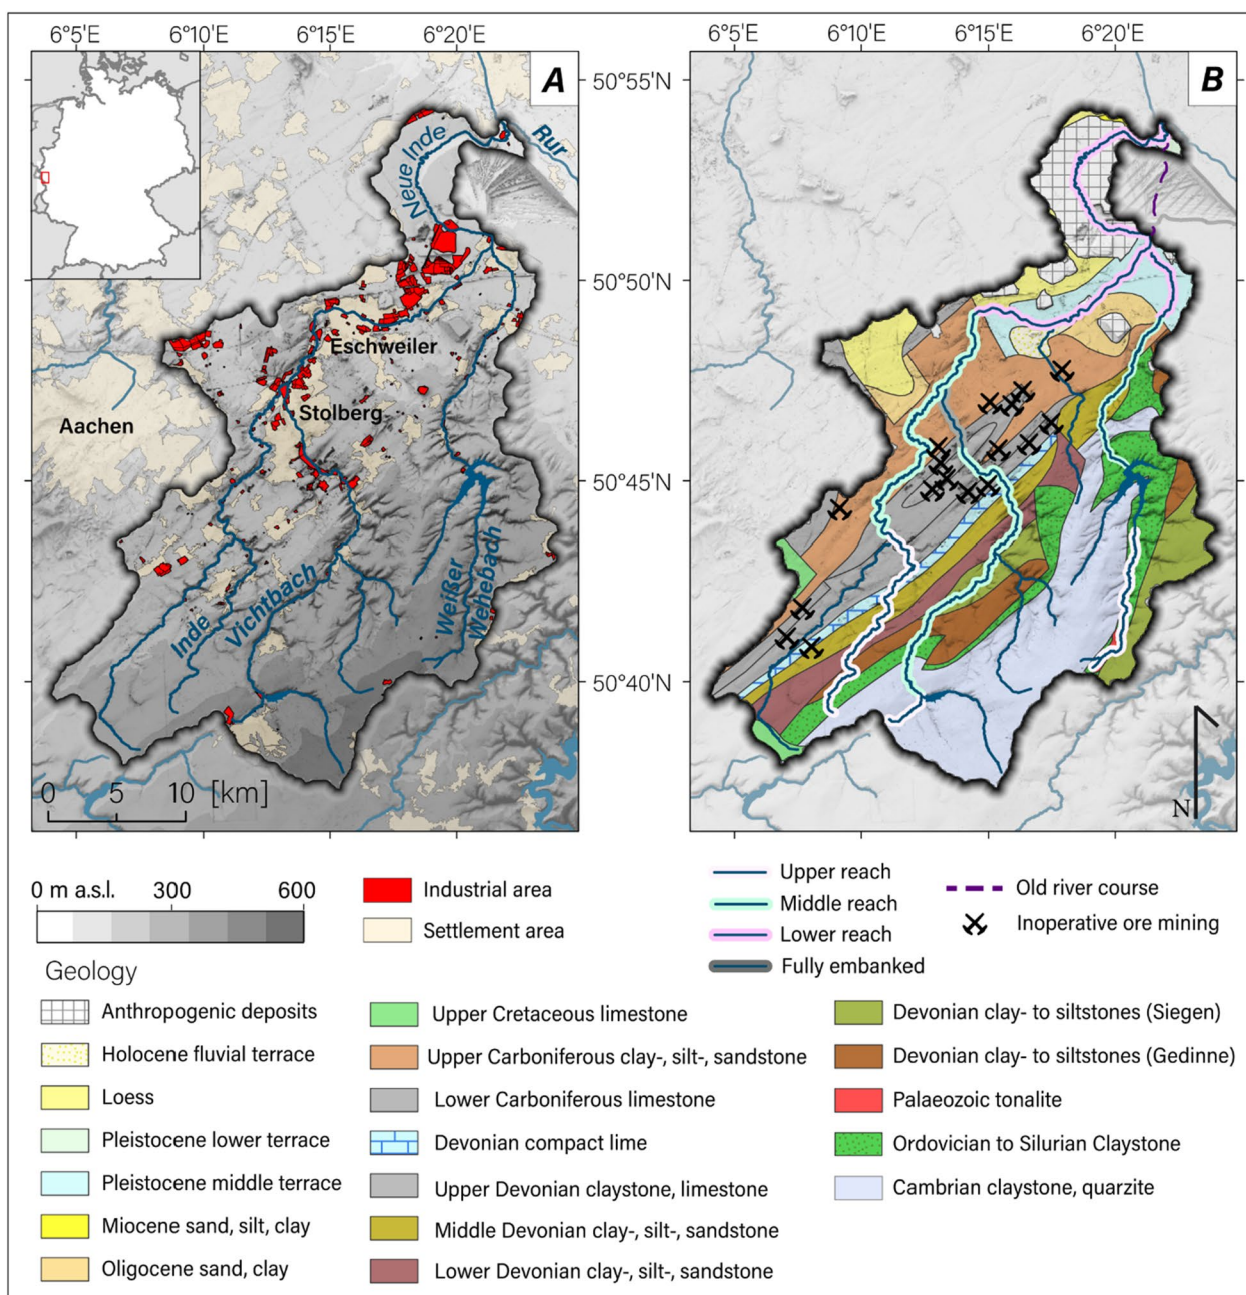 6°5'E 6°10'E 6°15'E 6°20'E
6°5'E 6°10'E 6°15'E 6°20'E
A
B
50°55'N
50°50'N
50°45'N
50°40'N
Rur
Neue Inde
Eschweiler
Stolberg
Aachen
Inde
Vichtbach
Weißer
Wehebach
0 5 10 [km]
N
0 m a.s.l. 300 600
Industrial area
Settlement area
Upper reach
Middle reach
Lower reach
Fully embanked
Old river course
Inoperative ore mining
Geology
Anthropogenic deposits
Holocene fluvial terrace
Loess
Pleistocene lower terrace
Pleistocene middle terrace
Miocene sand, silt, clay
Oligocene sand, clay
Upper Cretaceous limestone
Upper Carboniferous clay-, silt-, sandstone
Lower Carboniferous limestone
Devonian compact lime
Upper Devonian claystone, limestone
Middle Devonian clay-, silt-, sandstone
Lower Devonian clay-, silt-, sandstone
Devonian clay- to siltstones (Siegen)
Devonian clay- to siltstones (Gedinne)
Palaeozoic tonalite
Ordovician to Silurian Claystone
Cambrian claystone, quarzite